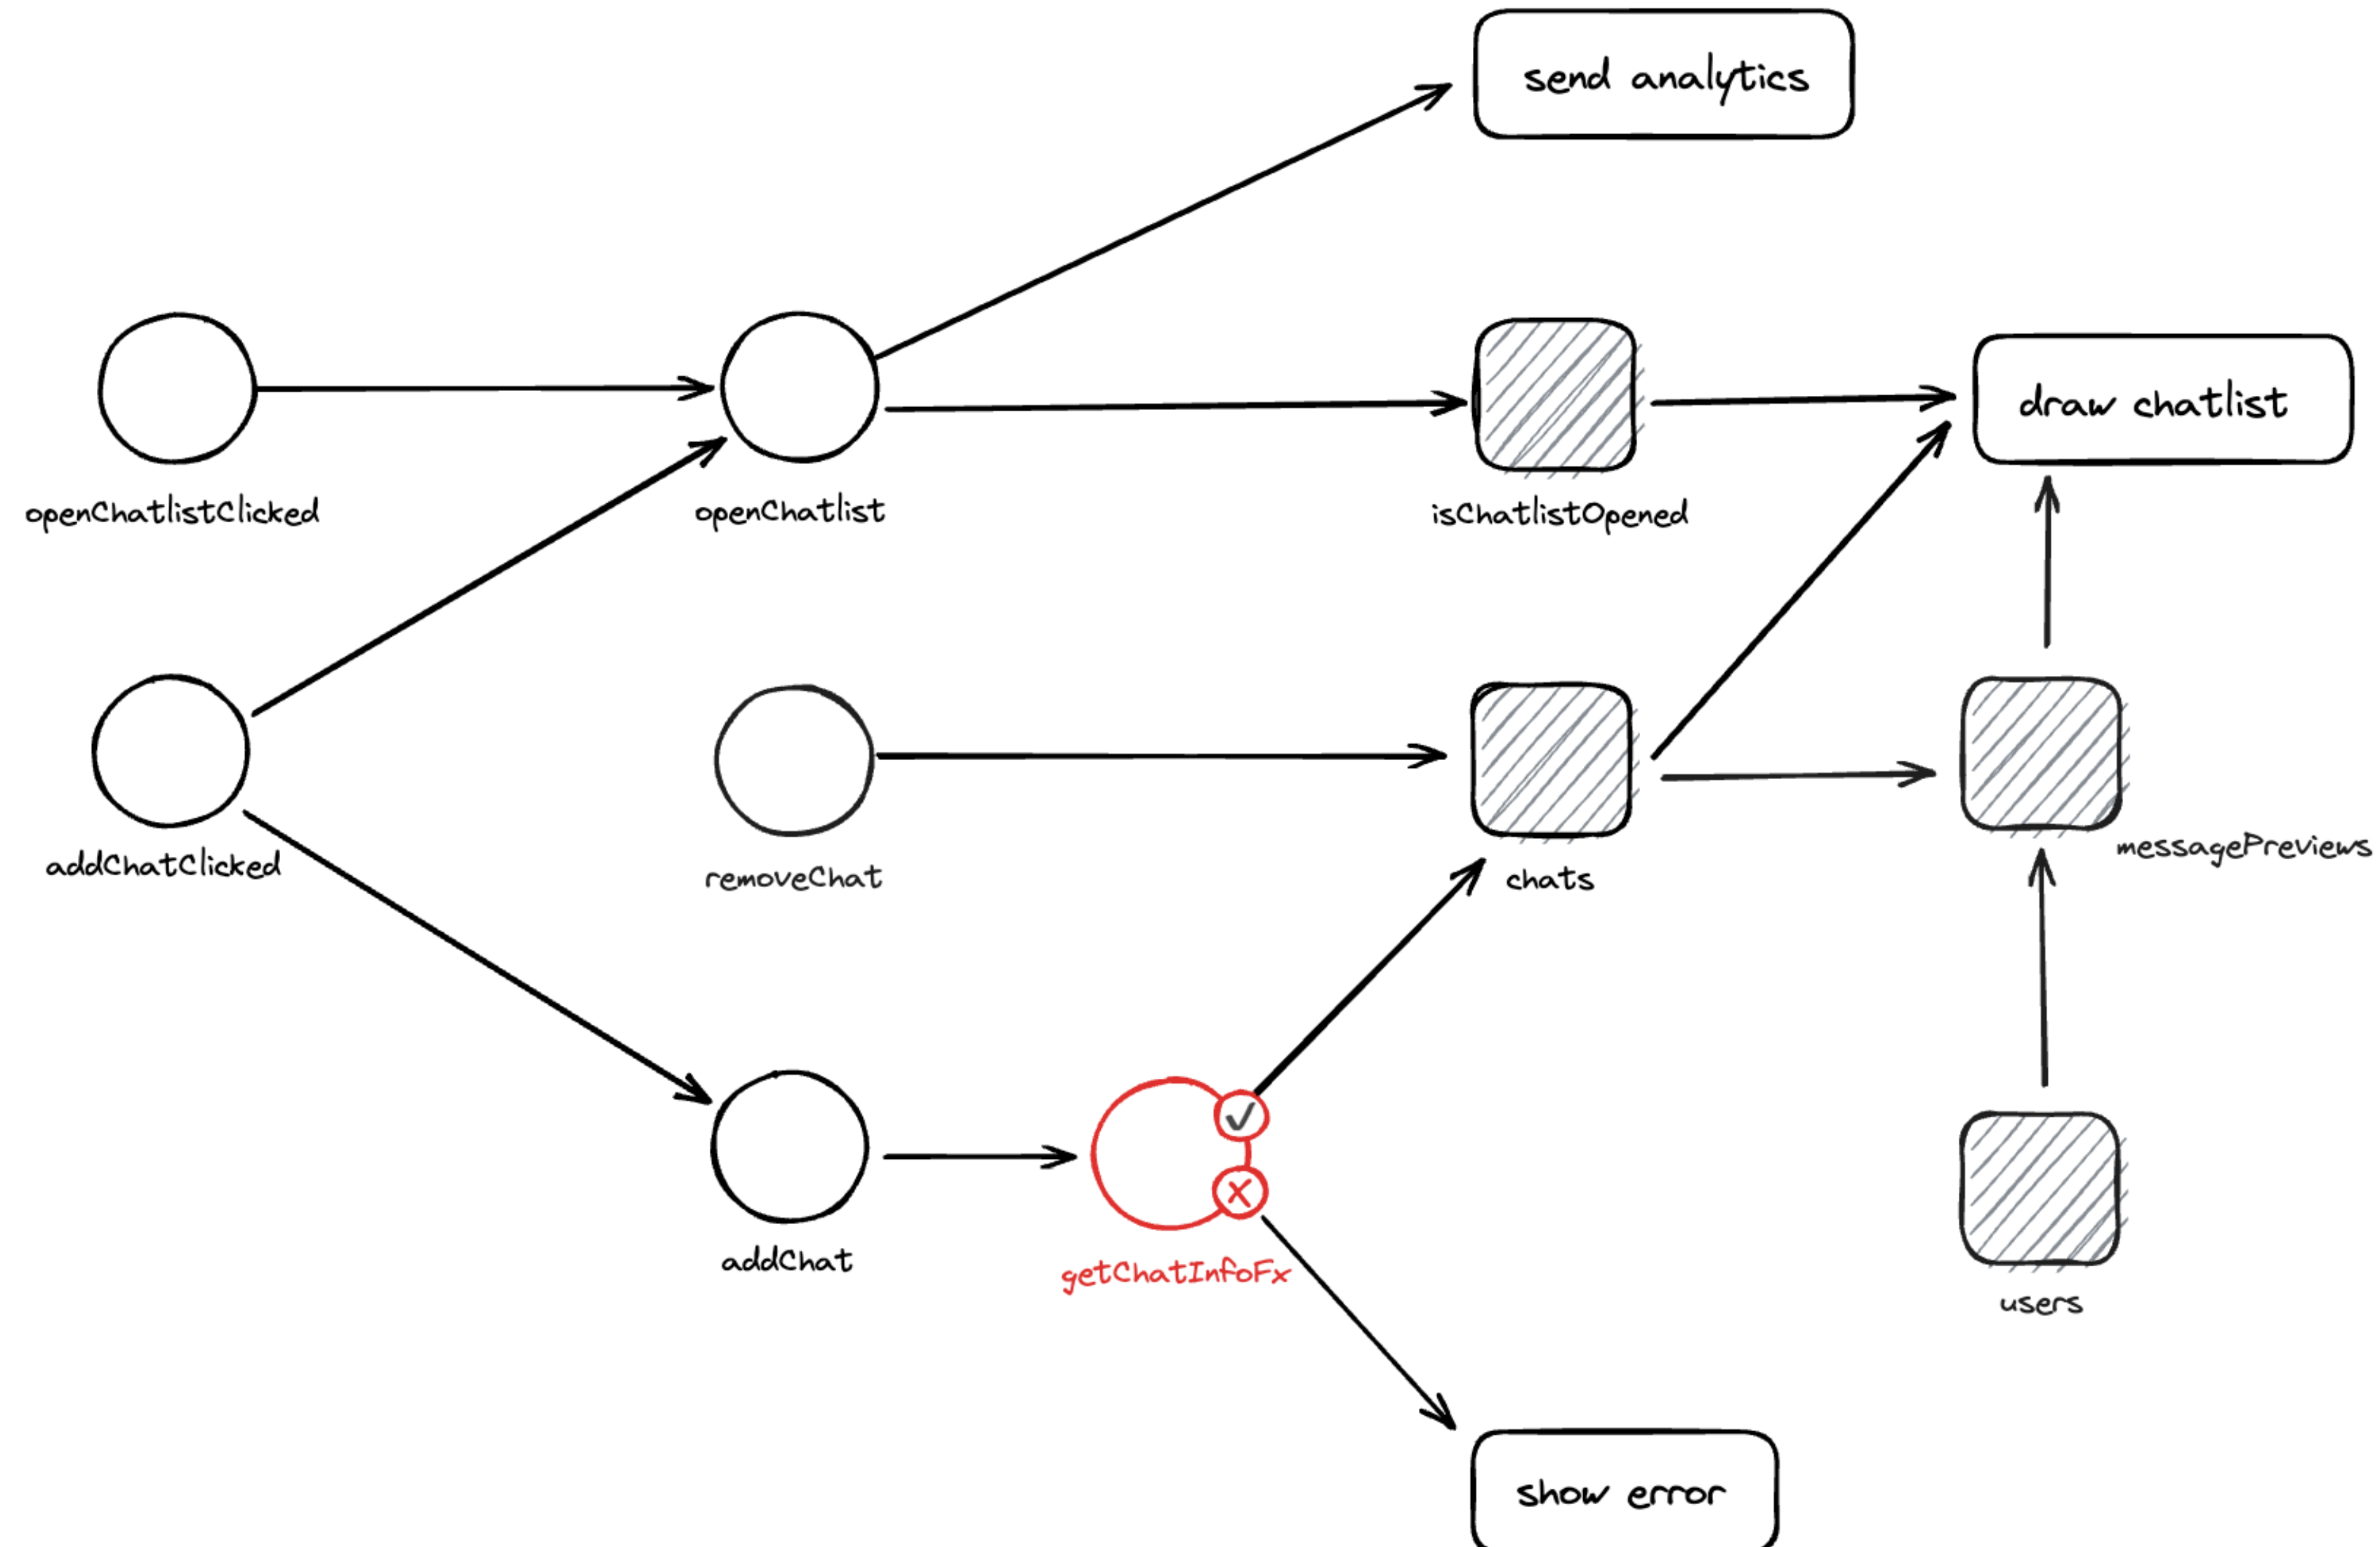 send analytics
draw chatlist
openChatlistClicked
openChatlist
isChatlistOpened
messagePreviews
addChatClicked
removeChat
chats
addChat
getChatInfoFx
users
show error